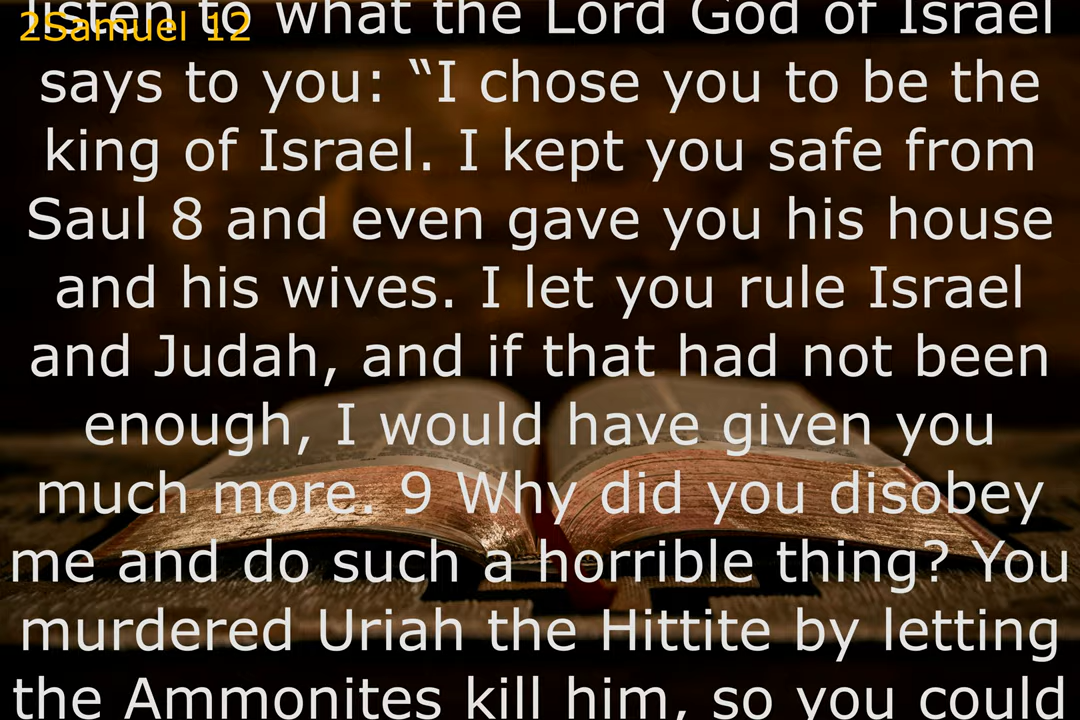 2Samuel 12
listen to what the Lord God of Israel
says to you: “I chose you to be the
king of Israel. I kept you safe from
Saul 8 and even gave you his house
and his wives. I let you rule Israel
and Judah, and if that had not been
enough, I would have given you
much more. 9 Why did you disobey
me and do such a horrible thing? You
murdered Uriah the Hittite by letting
the Ammonites kill him, so you could